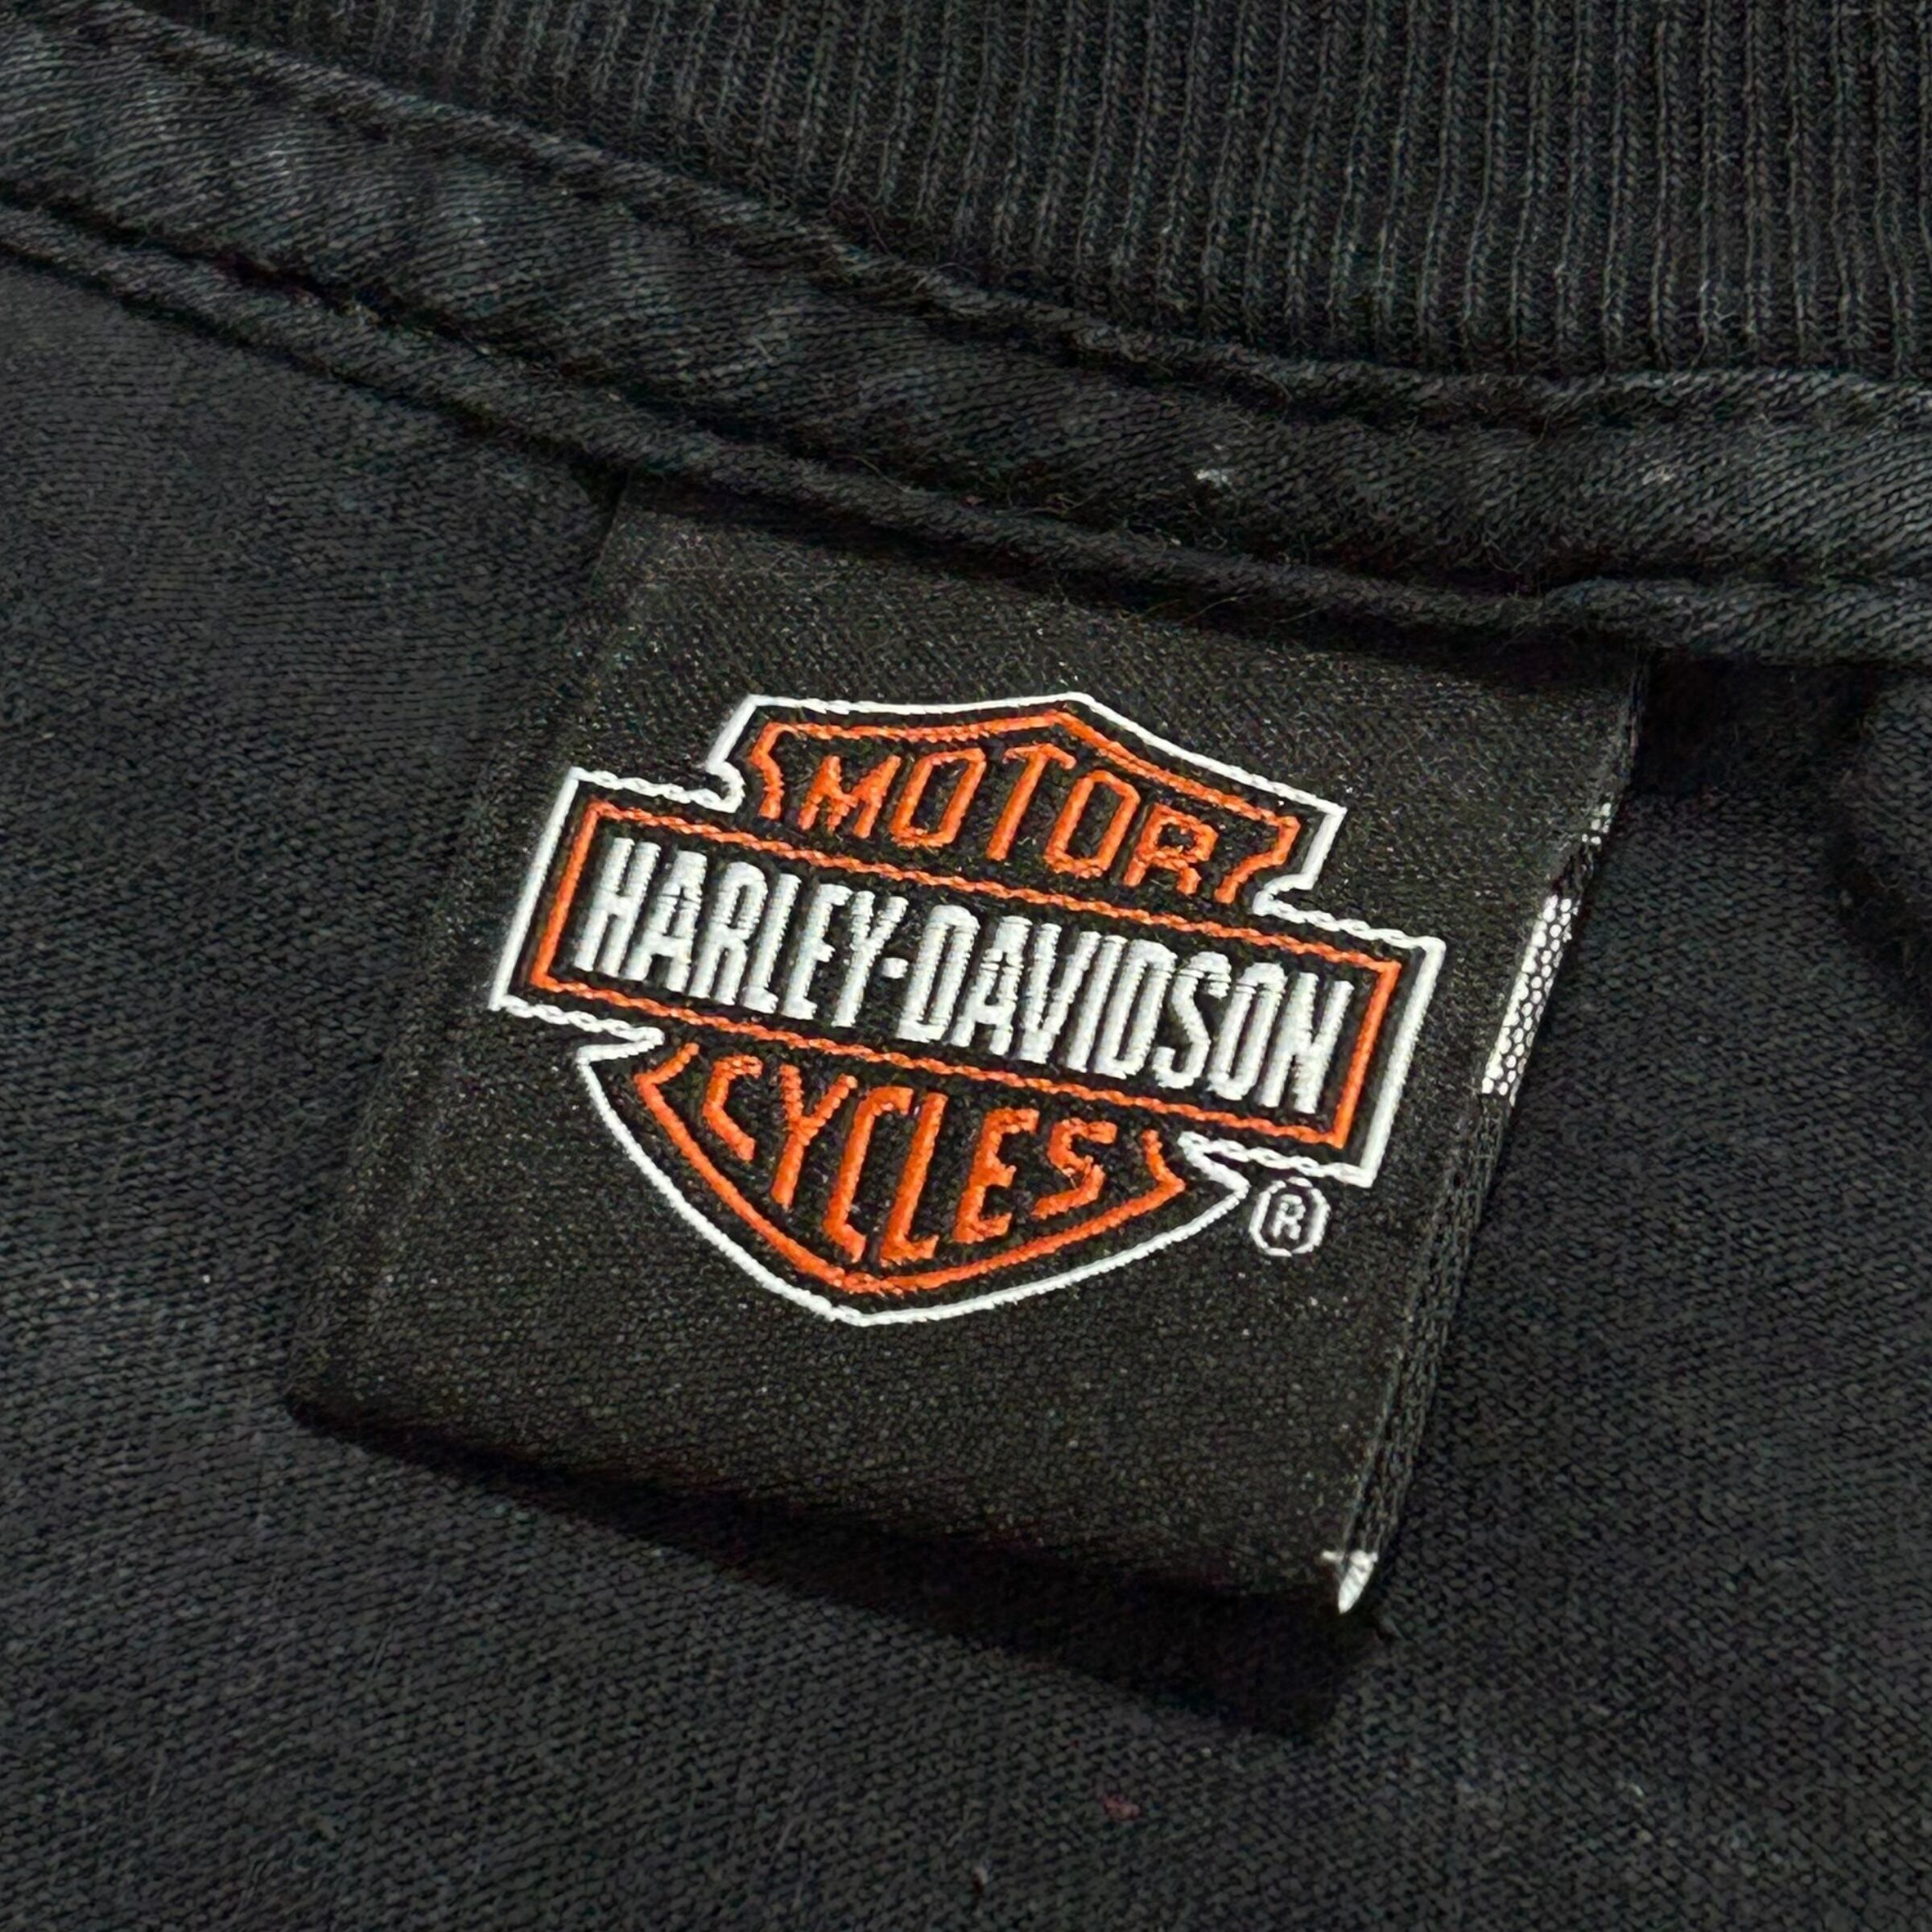 MOTOR
HARLEY-DAVIDSON
CYCLES
®